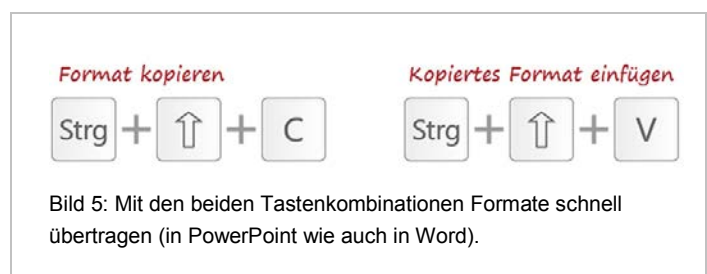 Format kopieren
Kopiertes Format einfügen
Strg + ⇧ + C
Strg + ⇧ + V
Bild 5: Mit den beiden Tastenkombinationen Formate schnell
übertragen (in PowerPoint wie auch in Word).